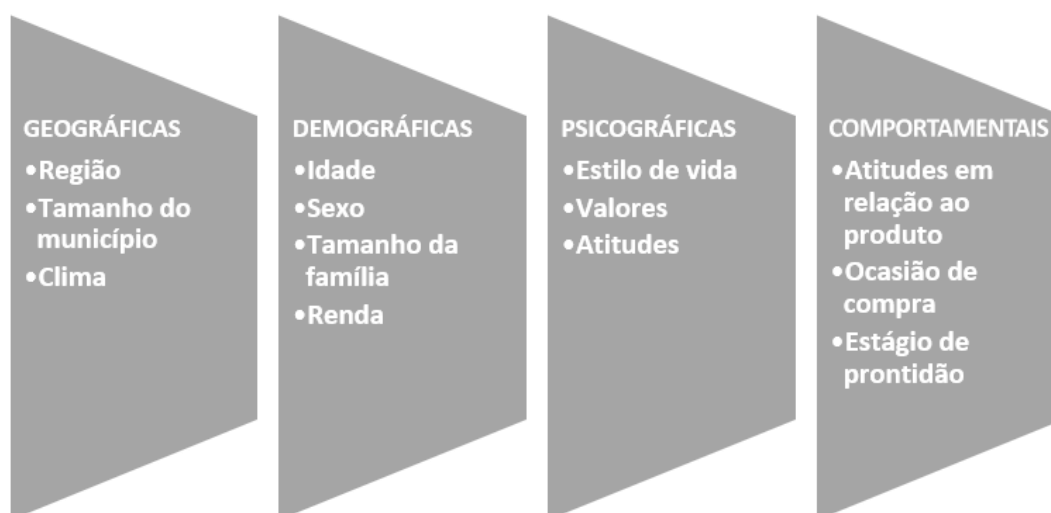 GEOGRÁFICAS
•Região
•Tamanho do
município
•Clima
DEMOGRÁFICAS
•Idade
•Sexo
•Tamanho da
família
•Renda
PSICOGRÁFICAS
•Estilo de vida
•Valores
•Atitudes
COMPORTAMENTAIS
•Atitudes em
relação ao
produto
•Ocasião de
compra
•Estágio de
prontidão